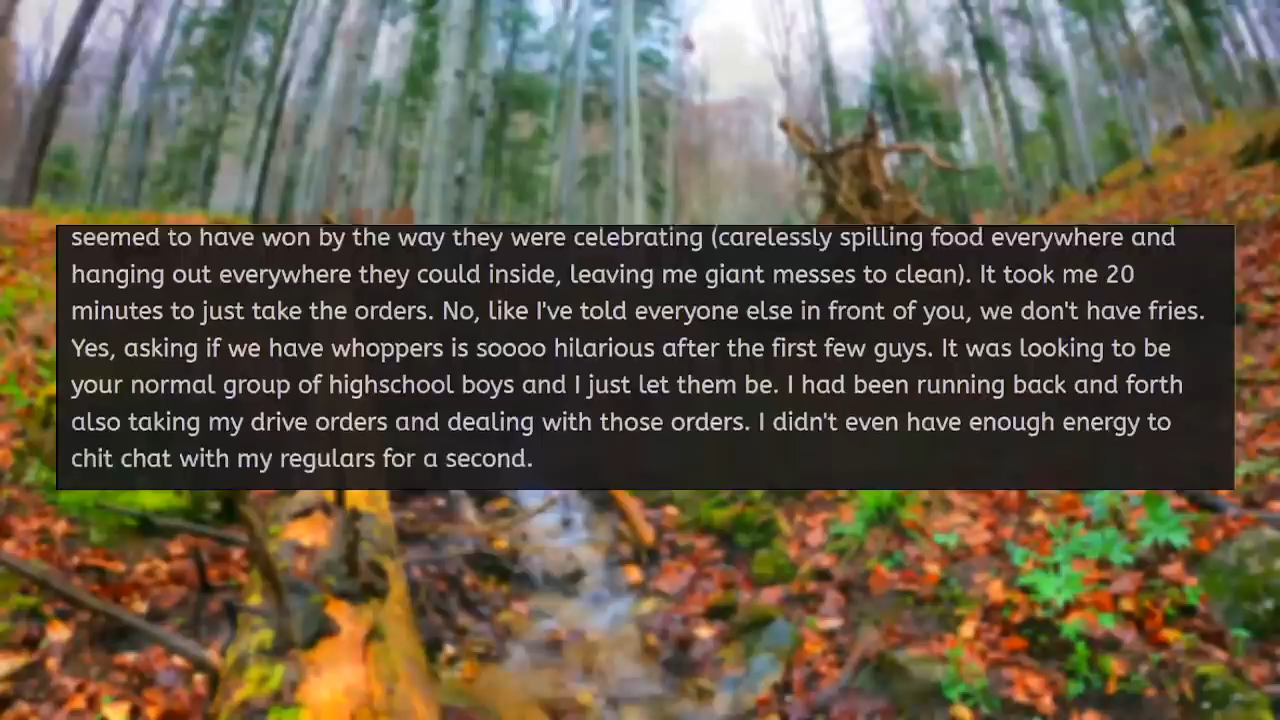 seemed to have won by the way they were celebrating (carelessly spilling food everywhere and
hanging out everywhere they could inside, leaving me giant messes to clean). It took me 20
minutes to just take the orders. No, like I've told everyone else in front of you, we don't have fries.
Yes, asking if we have whoppers is soooo hilarious after the first few guys. It was looking to be
your normal group of highschool boys and I just let them be. I had been running back and forth
also taking my drive orders and dealing with those orders. I didn't even have enough energy to
chit chat with my regulars for a second.